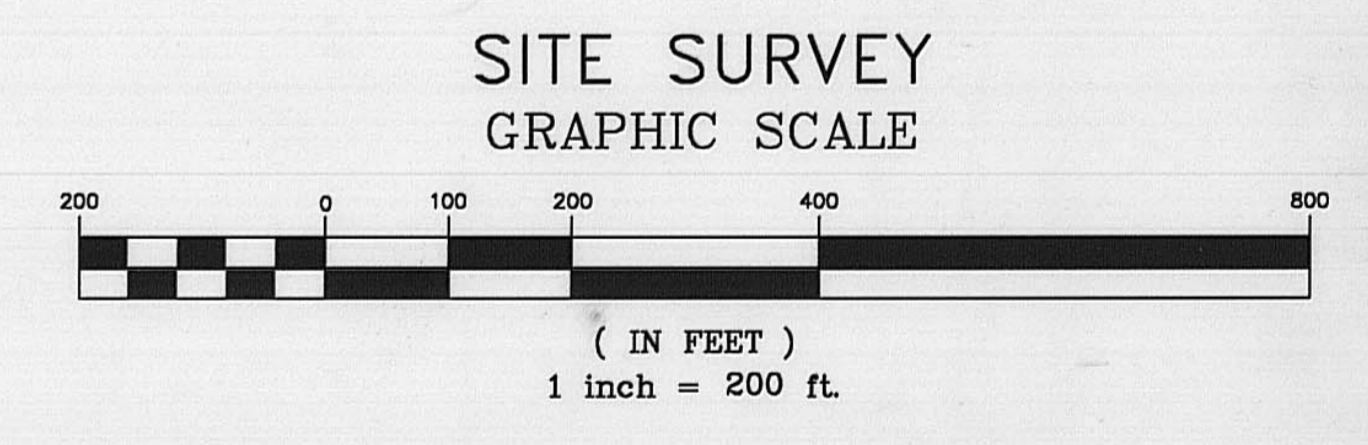 SITE SURVEY
GRAPHIC SCALE
200 0 100 200 400 800
( IN FEET )
1 inch = 200 ft.